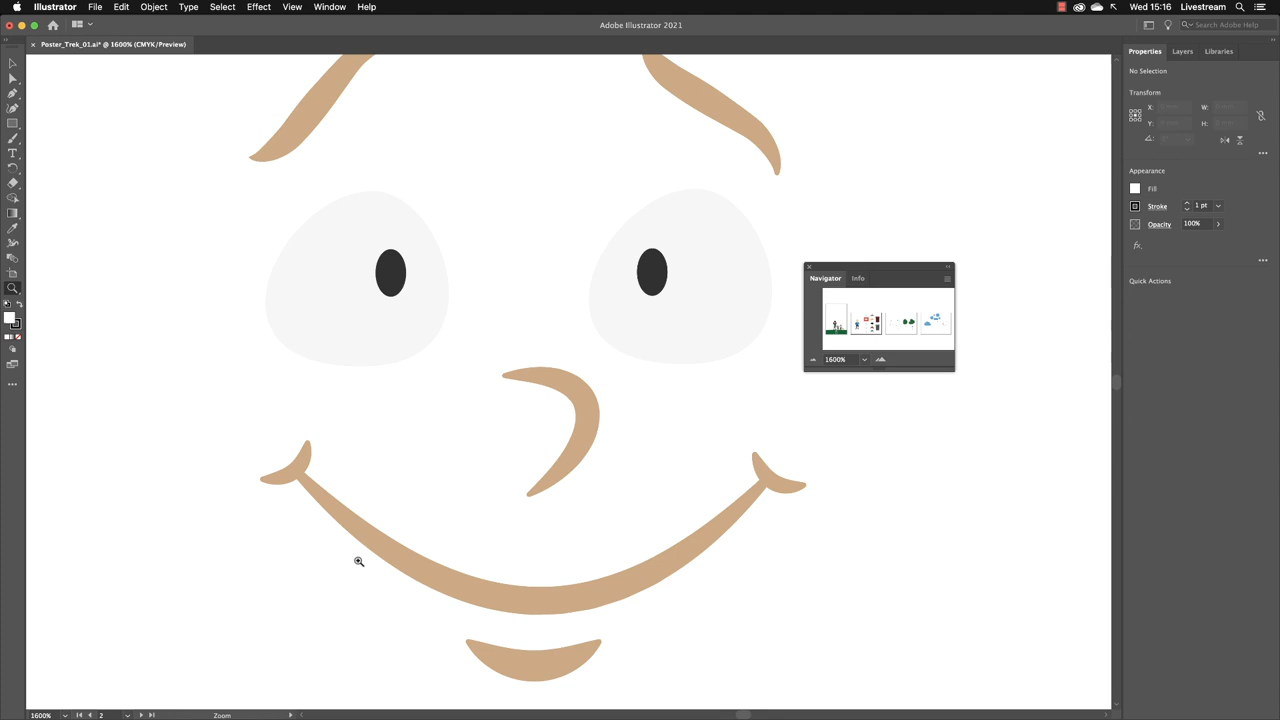 Illustrator File Edit Object Type Select Effect View Window Help
Wed 15:16 Livestream
Adobe Illustrator 2021
Search Adobe Help
Poster_Trek_01.ai* @ 1600% (CMYK/Preview)
Properties Layers Libraries
No Selection
Transform
X: W:
Y: H:
Appearance
Fill
Stroke 1 pt
Opacity 100%
fx.
Quick Actions
Navigator Info
1600%
1600% 2 Zoom